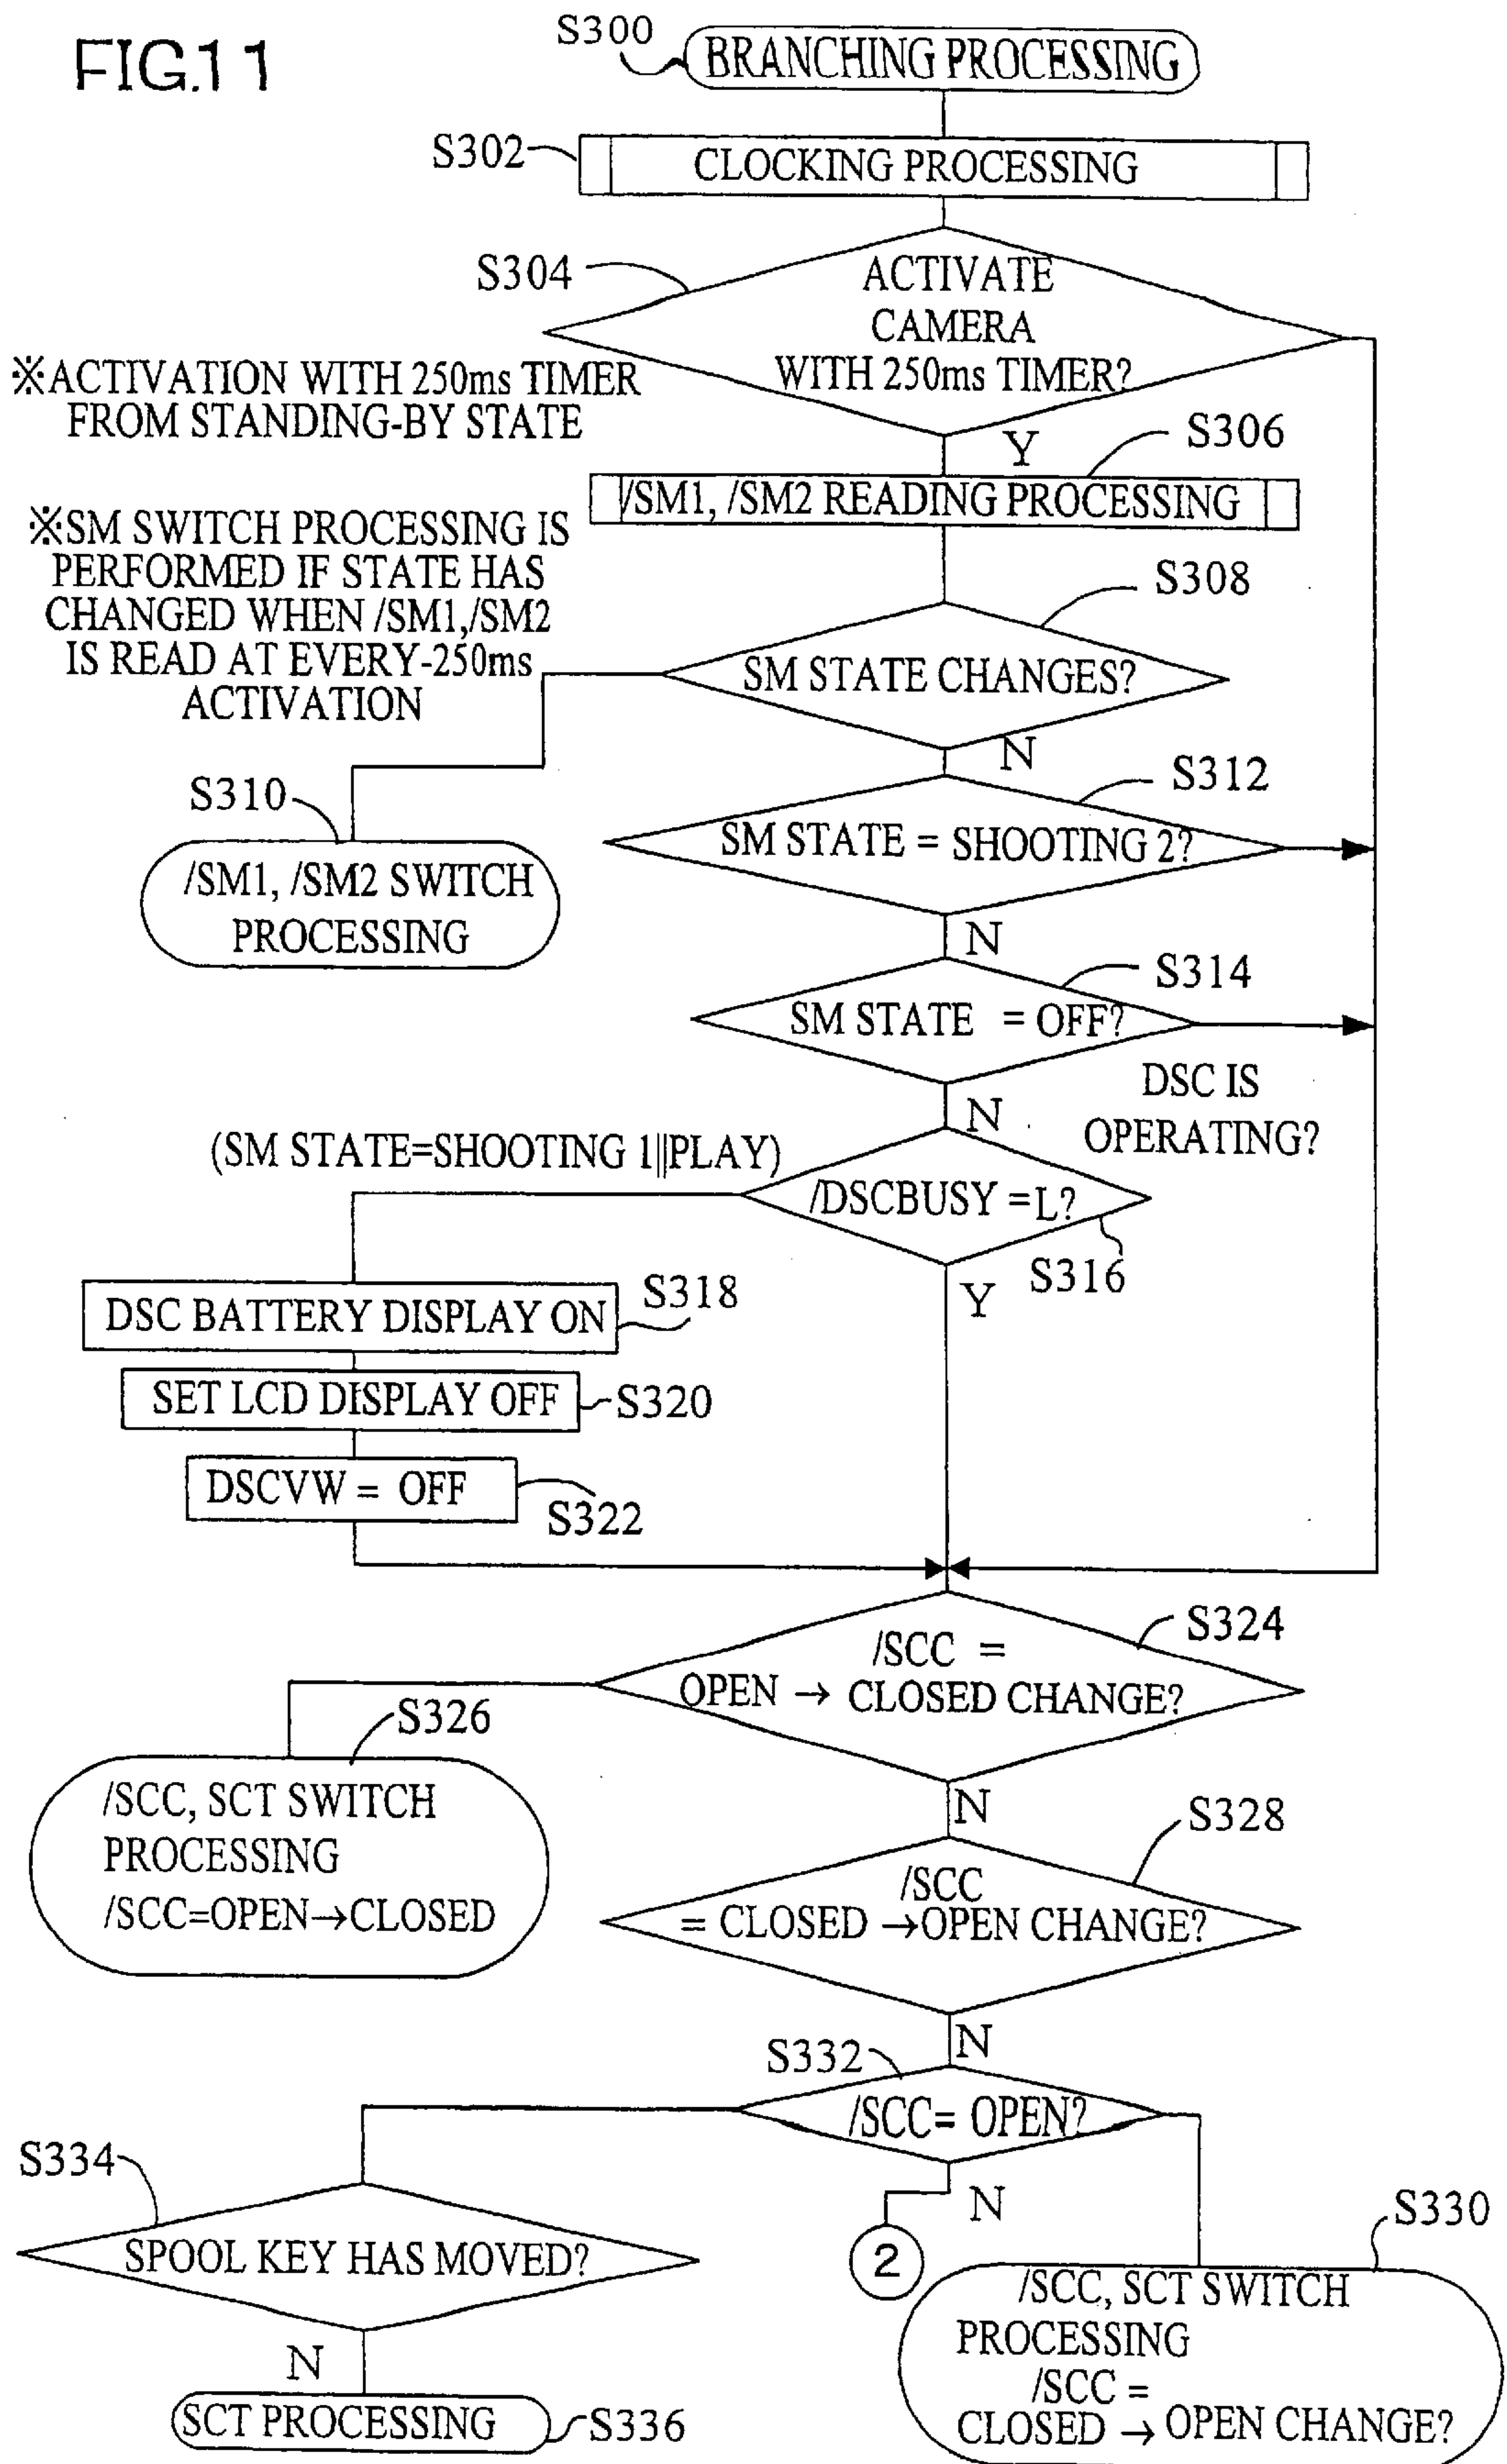 FIG.11
S300
BRANCHING PROCESSING
S302
CLOCKING PROCESSING
S304
ACTIVATE
CAMERA
WITH 250ms TIMER?
※ACTIVATION WITH 250ms TIMER
FROM STANDING-BY STATE
Y
S306
/SM1, /SM2 READING PROCESSING
※SM SWITCH PROCESSING IS
PERFORMED IF STATE HAS
CHANGED WHEN /SM1,/SM2
IS READ AT EVERY-250ms
ACTIVATION
S308
SM STATE CHANGES?
N
S310
/SM1, /SM2 SWITCH
PROCESSING
S312
SM STATE = SHOOTING 2?
N
S314
SM STATE = OFF?
N
DSC IS
OPERATING?
(SM STATE=SHOOTING 1||PLAY)
/DSCBUSY =L?
S316
Y
DSC BATTERY DISPLAY ON
S318
SET LCD DISPLAY OFF
S320
DSCVW = OFF
S322
S324
/SCC =
OPEN → CLOSED CHANGE?
N
S326
/SCC, SCT SWITCH
PROCESSING
/SCC=OPEN→CLOSED
S328
/SCC
= CLOSED →OPEN CHANGE?
N
S332
/SCC= OPEN?
N
2
S334
SPOOL KEY HAS MOVED?
N
SCT PROCESSING
S336
S330
/SCC, SCT SWITCH
PROCESSING
/SCC =
CLOSED → OPEN CHANGE?